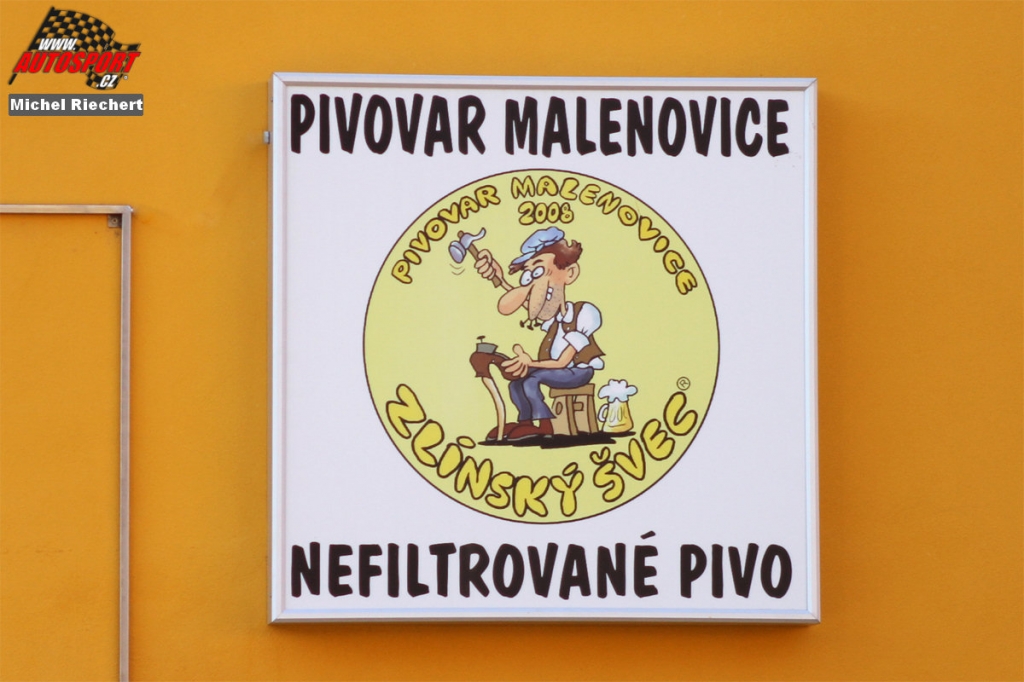 www.
AUTOSPORT
.cz
Michel Riechert
PIVOVAR MALENOVICE
PIVOVAR MALENOVICE
2008
ZLÍNSKÝ ŠVEC ®
NEFILTROVANÉ PIVO